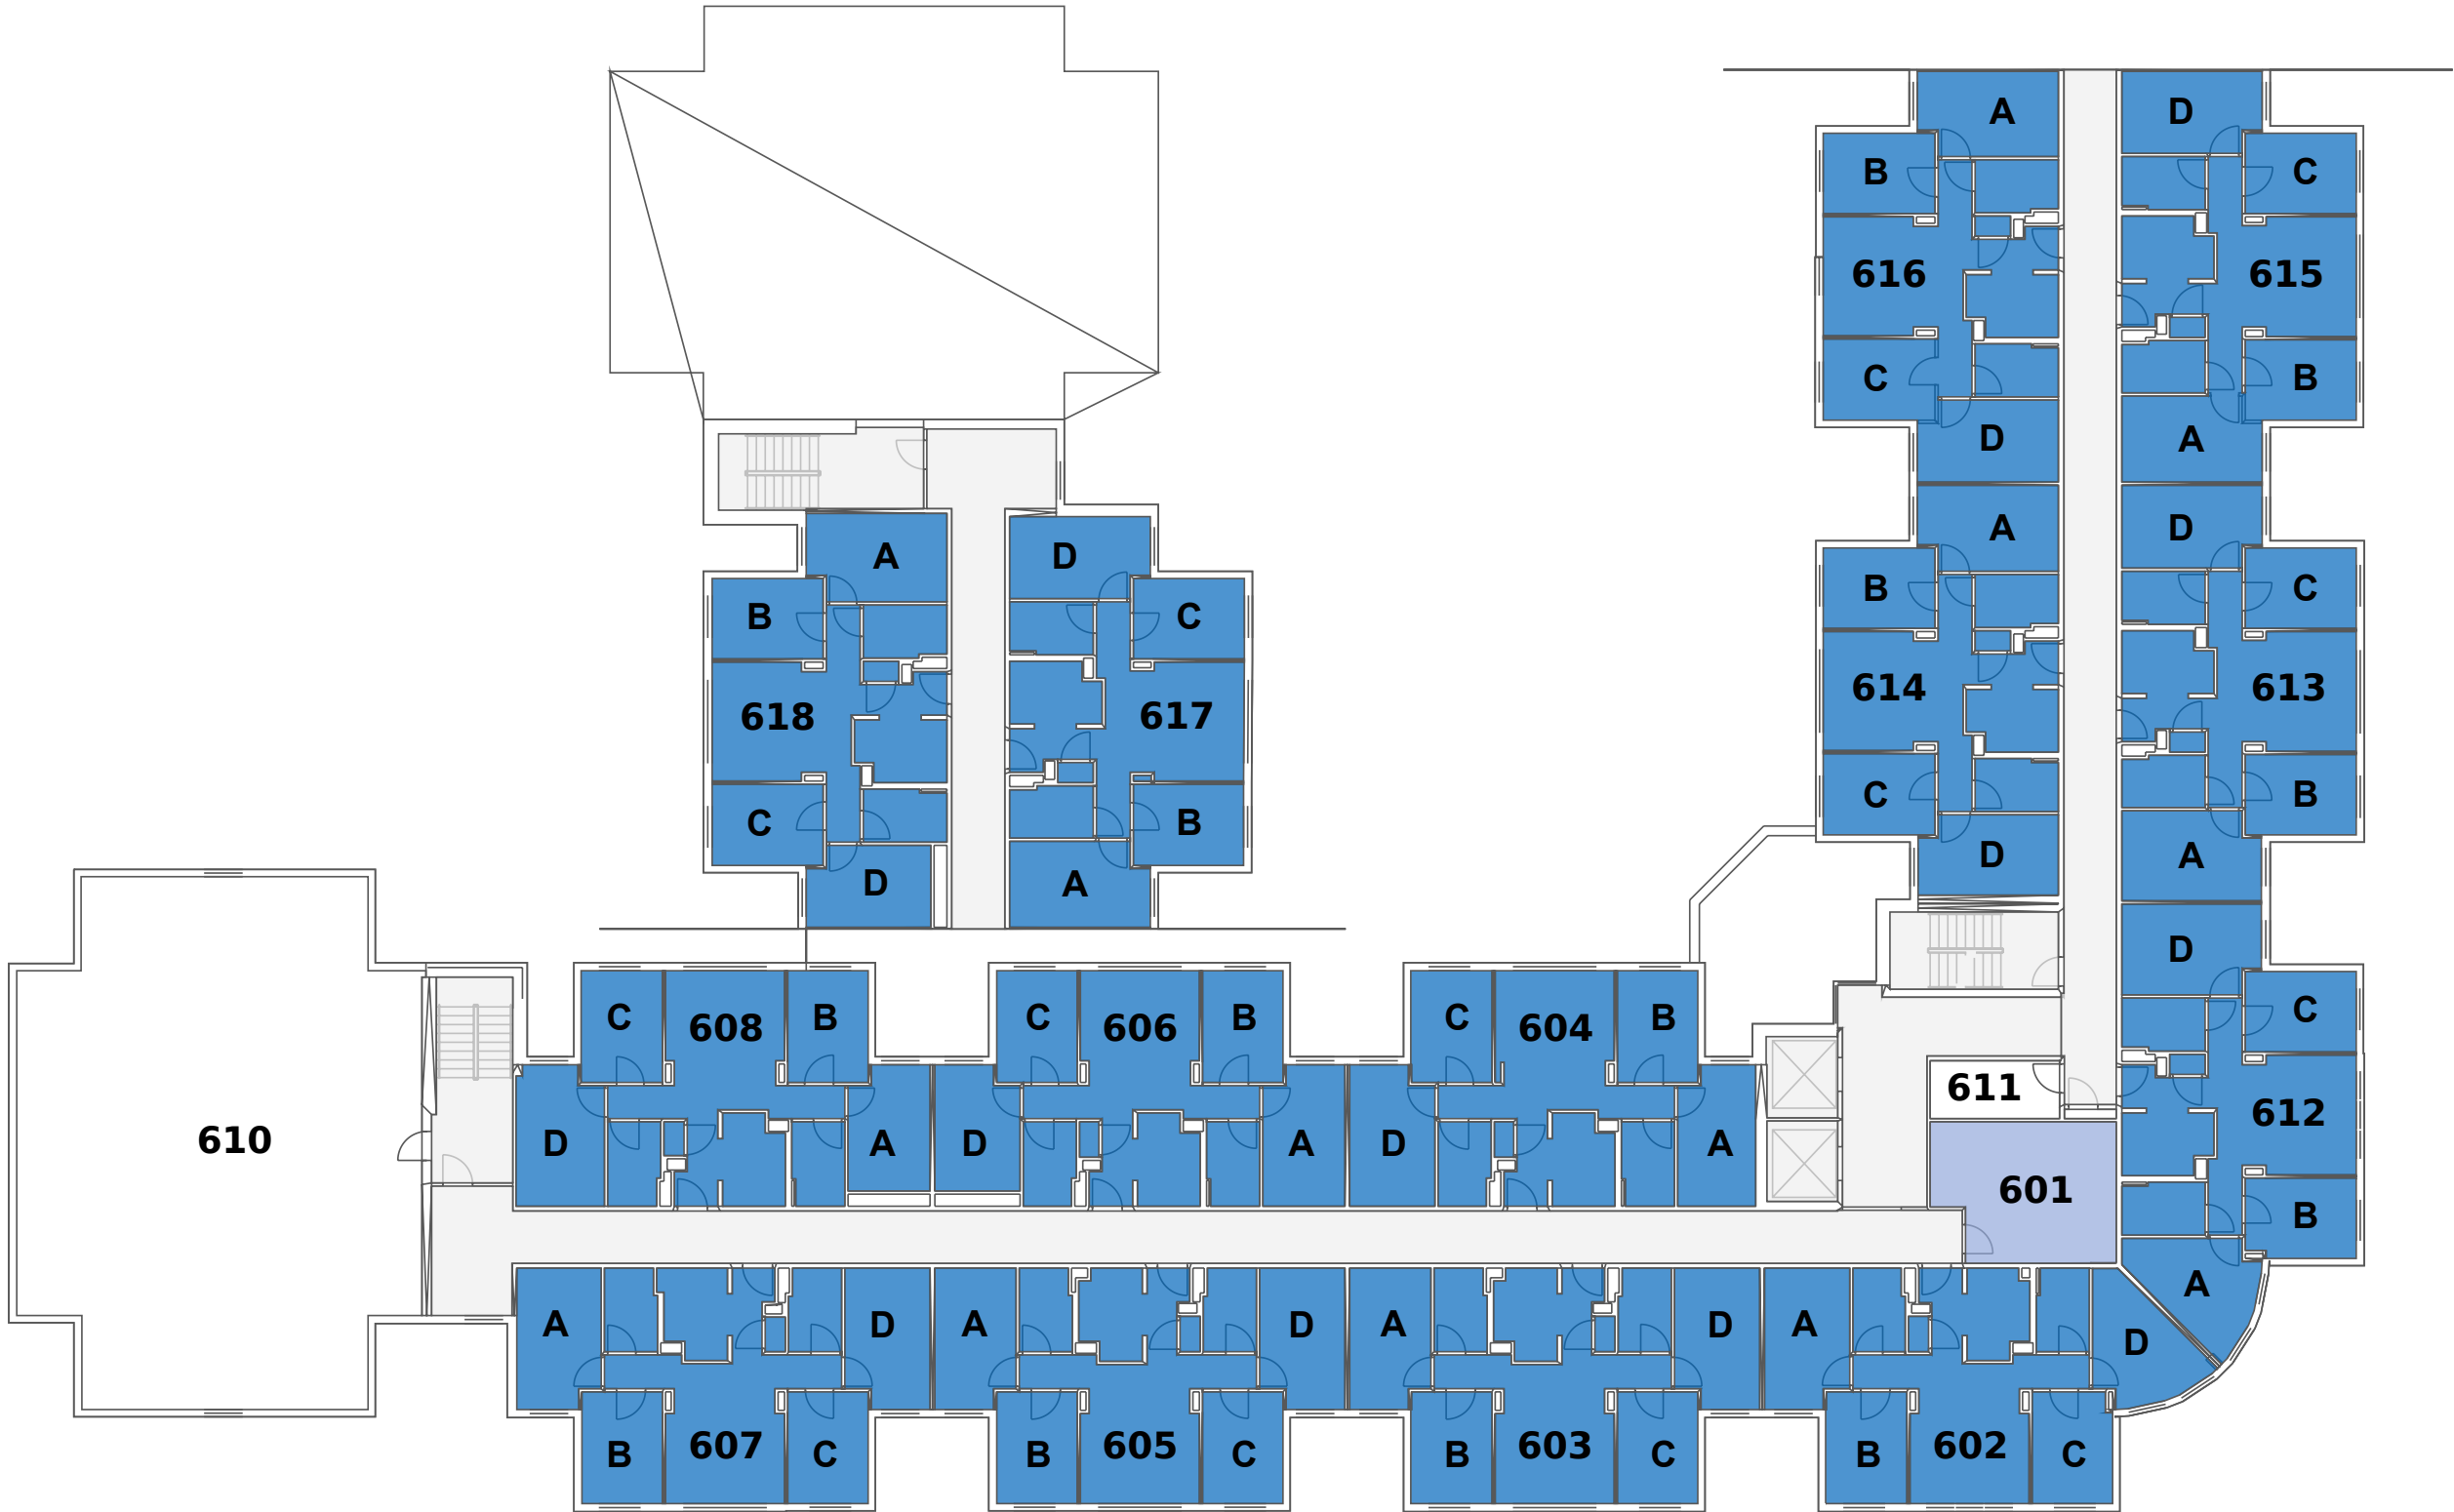 A D
B C
616 615
C B
D A
A D
A D
B C
B C
614 613
618 617
C B
C B
D A
D A
D
C 608 B C 606 B C 604 B C
611
612
610 D A D A D A
601
B
A
A D A D A D A D
B 607 C B 605 C B 603 C B 602 C